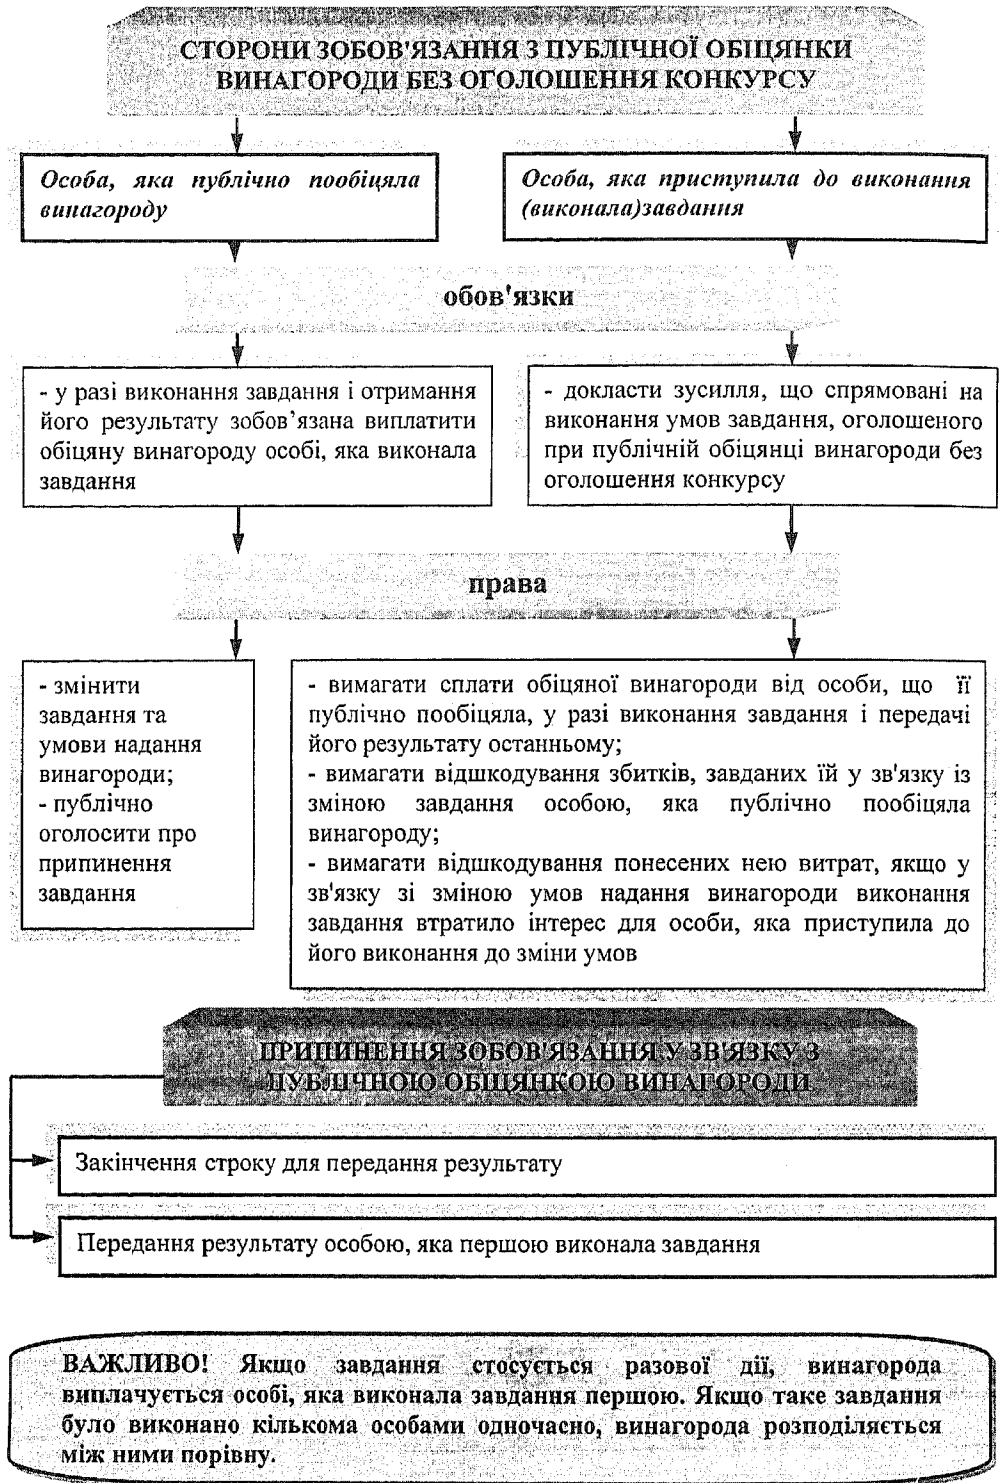 СТОРОНИ ЗОБОВ'ЯЗАННЯ З ПУБЛІЧНОЇ ОБІЦЯНКИ
ВИНАГОРОДИ БЕЗ ОГОЛОШЕННЯ КОНКУРСУ
Особа, яка публічно пообіцяла
винагороду
Особа, яка приступила до виконання
(виконала)завдання
обов'язки
- у разі виконання завдання і отримання
його результату зобов’язана виплатити
обіцяну винагороду особі, яка виконала
завдання
- докласти зусилля, що спрямовані на
виконання умов завдання, оголошеного
при публічній обіцянці винагороди без
оголошення конкурсу
права
- змінити
завдання та
умови надання
винагороди;
- публічно
оголосити про
припинення
завдання
- вимагати сплати обіцяної винагороди від особи, що її
публічно пообіцяла, у разі виконання завдання і передачі
його результату останньому;
- вимагати відшкодування збитків, завданих їй у зв'язку із
зміною завдання особою, яка публічно пообіцяла
винагороду;
- вимагати відшкодування понесених нею витрат, якщо у
зв'язку зі зміною умов надання винагороди виконання
завдання втратило інтерес для особи, яка приступила до
його виконання до зміни умов
ПРИПИНЕННЯ ЗОБОВ'ЯЗАННЯ У ЗВ'ЯЗКУ З
ПУБЛІЧНОЮ ОБІЦЯНКОЮ ВИНАГОРОДИ
Закінчення строку для передання результату
Передання результату особою, яка першою виконала завдання
ВАЖЛИВО! Якщо завдання стосується разової дії, винагорода
виплачується особі, яка виконала завдання першою. Якщо таке завдання
було виконано кількома особами одночасно, винагорода розподіляється
між ними порівну.